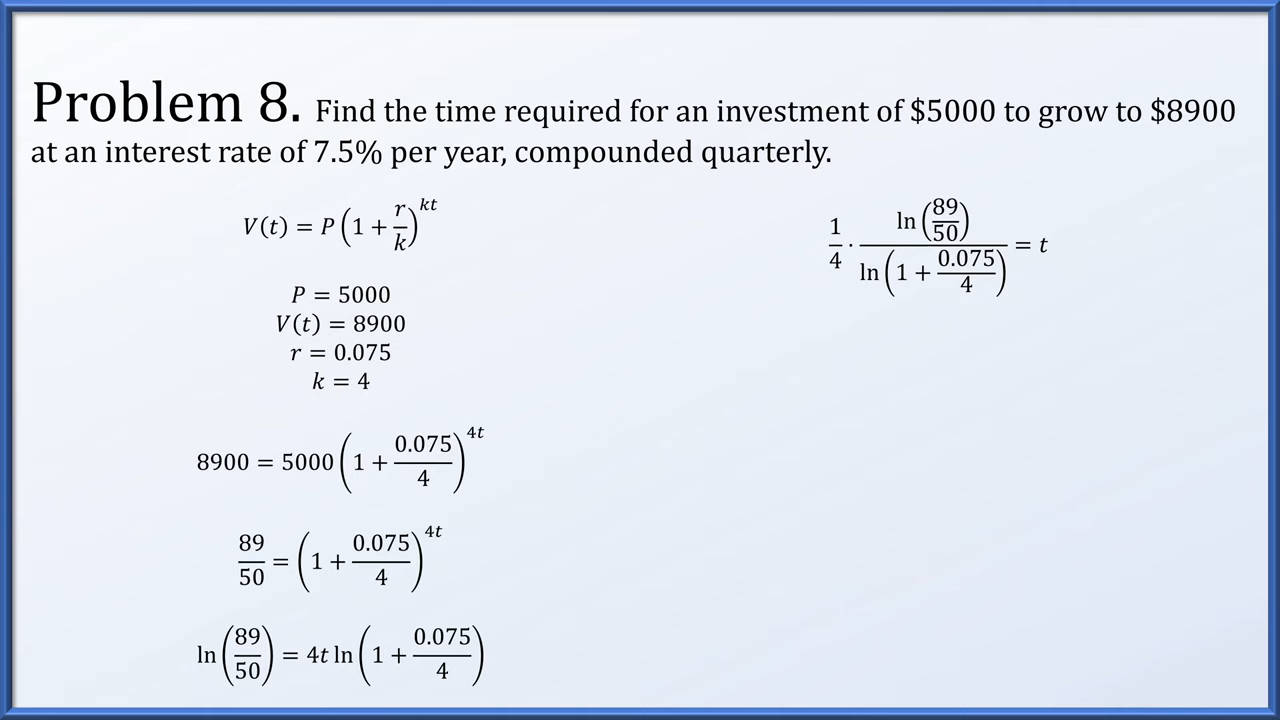 Problem 8. Find the time required for an investment of $5000 to grow to $8900
at an interest rate of 7.5% per year, compounded quarterly.
V(t) = P(1 + r/k)^(kt)
P = 5000
V(t) = 8900
r = 0.075
k = 4
8900 = 5000(1 + 0.075/4)^(4t)
89/50 = (1 + 0.075/4)^(4t)
ln(89/50) = 4t ln(1 + 0.075/4)
1/4 · ln(89/50) / ln(1 + 0.075/4) = t